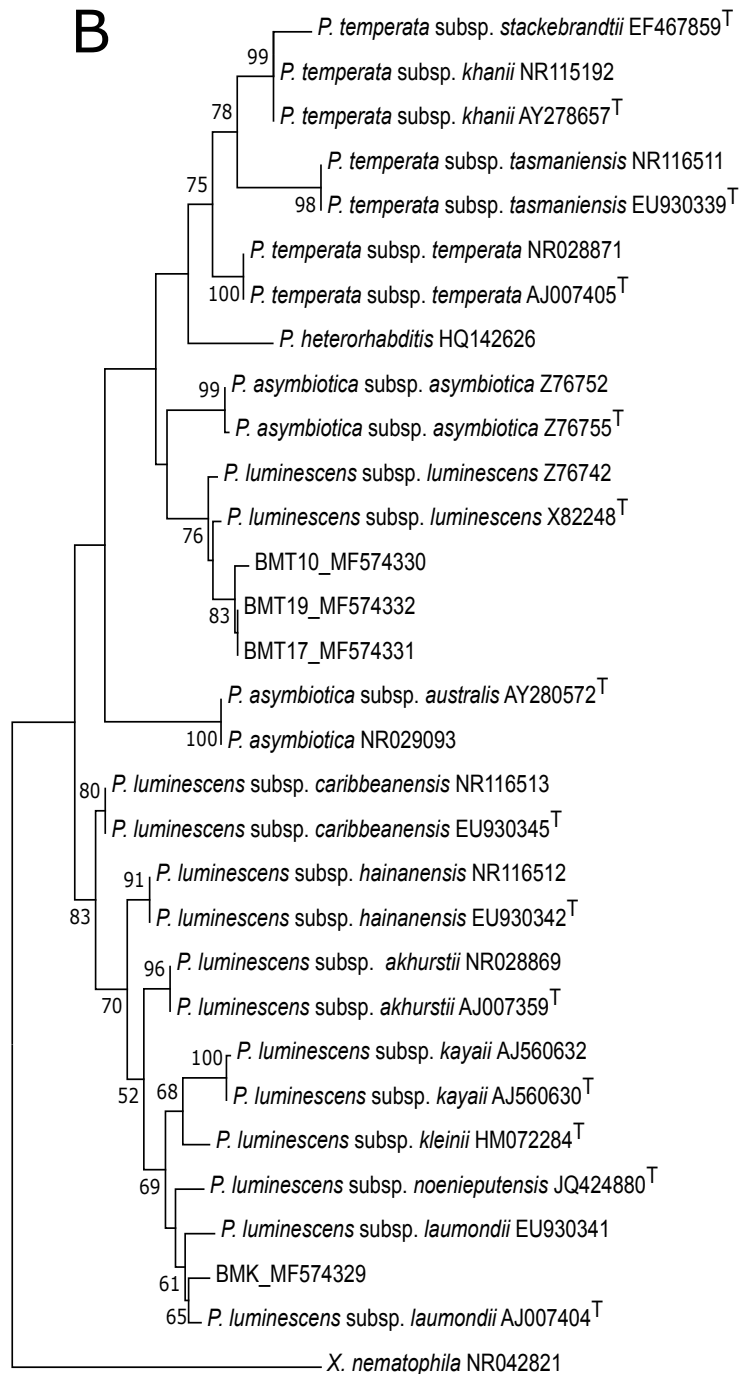 B
P. temperata subsp. stackebrandtii EF467859T
99
P. temperata subsp. khanii NR115192
78
P. temperata subsp. khanii AY278657T
P. temperata subsp. tasmaniensis NR116511
75
98 P. temperata subsp. tasmaniensis EU930339T
P. temperata subsp. temperata NR028871
100 P. temperata subsp. temperata AJ007405T
P. heterorhabditis HQ142626
99 P. asymbiotica subsp. asymbiotica Z76752
P. asymbiotica subsp. asymbiotica Z76755T
P. luminescens subsp. luminescens Z76742
P. luminescens subsp. luminescens X82248T
76
BMT10_MF574330
BMT19_MF574332
83
BMT17_MF574331
P. asymbiotica subsp. australis AY280572T
100 P. asymbiotica NR029093
80 P. luminescens subsp. caribbeanensis NR116513
P. luminescens subsp. caribbeanensis EU930345T
91 P. luminescens subsp. hainanensis NR116512
83
P. luminescens subsp. hainanensis EU930342T
96 P. luminescens subsp. akhurstii NR028869
70
P. luminescens subsp. akhurstii AJ007359T
100 P. luminescens subsp. kayaii AJ560632
52
68
P. luminescens subsp. kayaii AJ560630T
P. luminescens subsp. kleinii HM072284T
69
P. luminescens subsp. noenieputensis JQ424880T
P. luminescens subsp. laumondii EU930341
61
BMK_MF574329
65 P. luminescens subsp. laumondii AJ007404T
X. nematophila NR042821